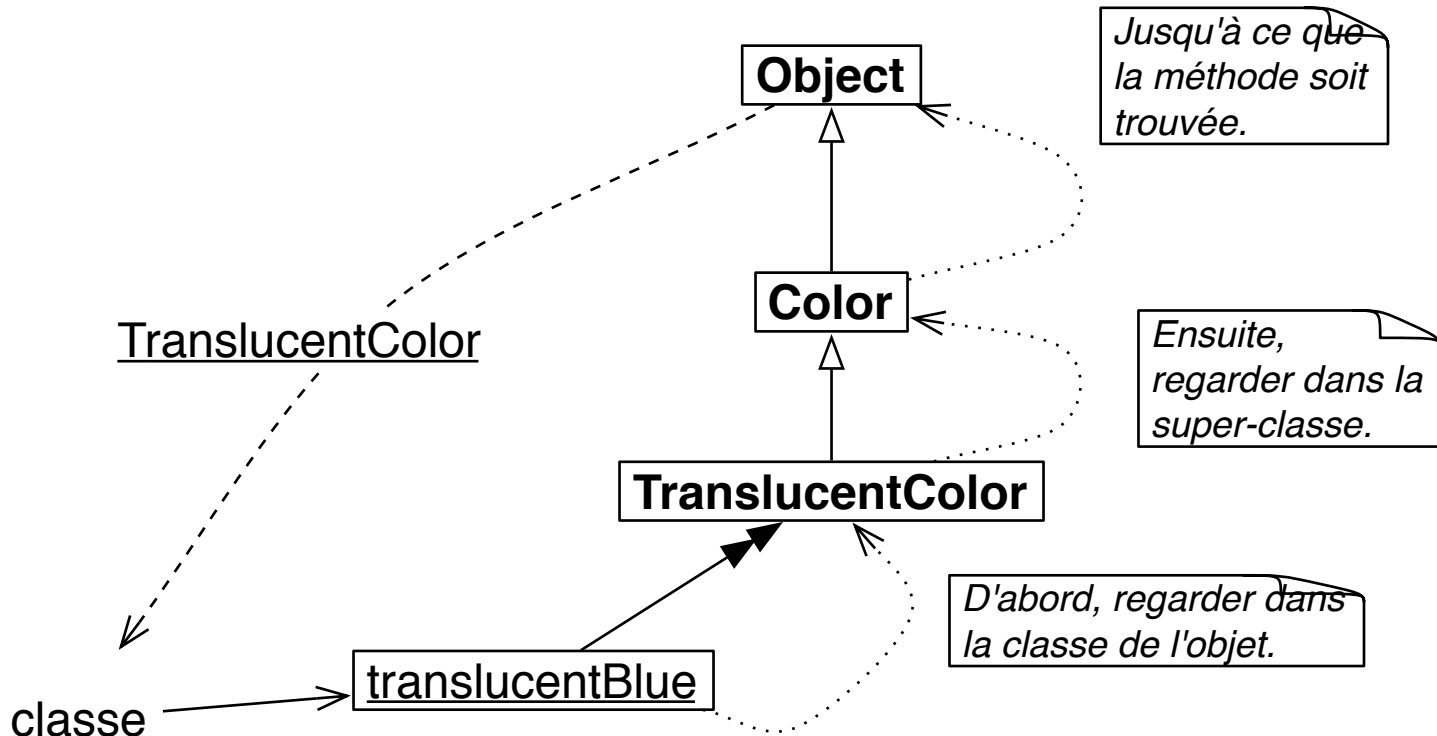 Jusqu'à ce que
la méthode soit
trouvée.
Object
Color
TranslucentColor
Ensuite,
regarder dans la
super-classe.
TranslucentColor
D'abord, regarder dans
la classe de l'objet.
translucentBlue
classe